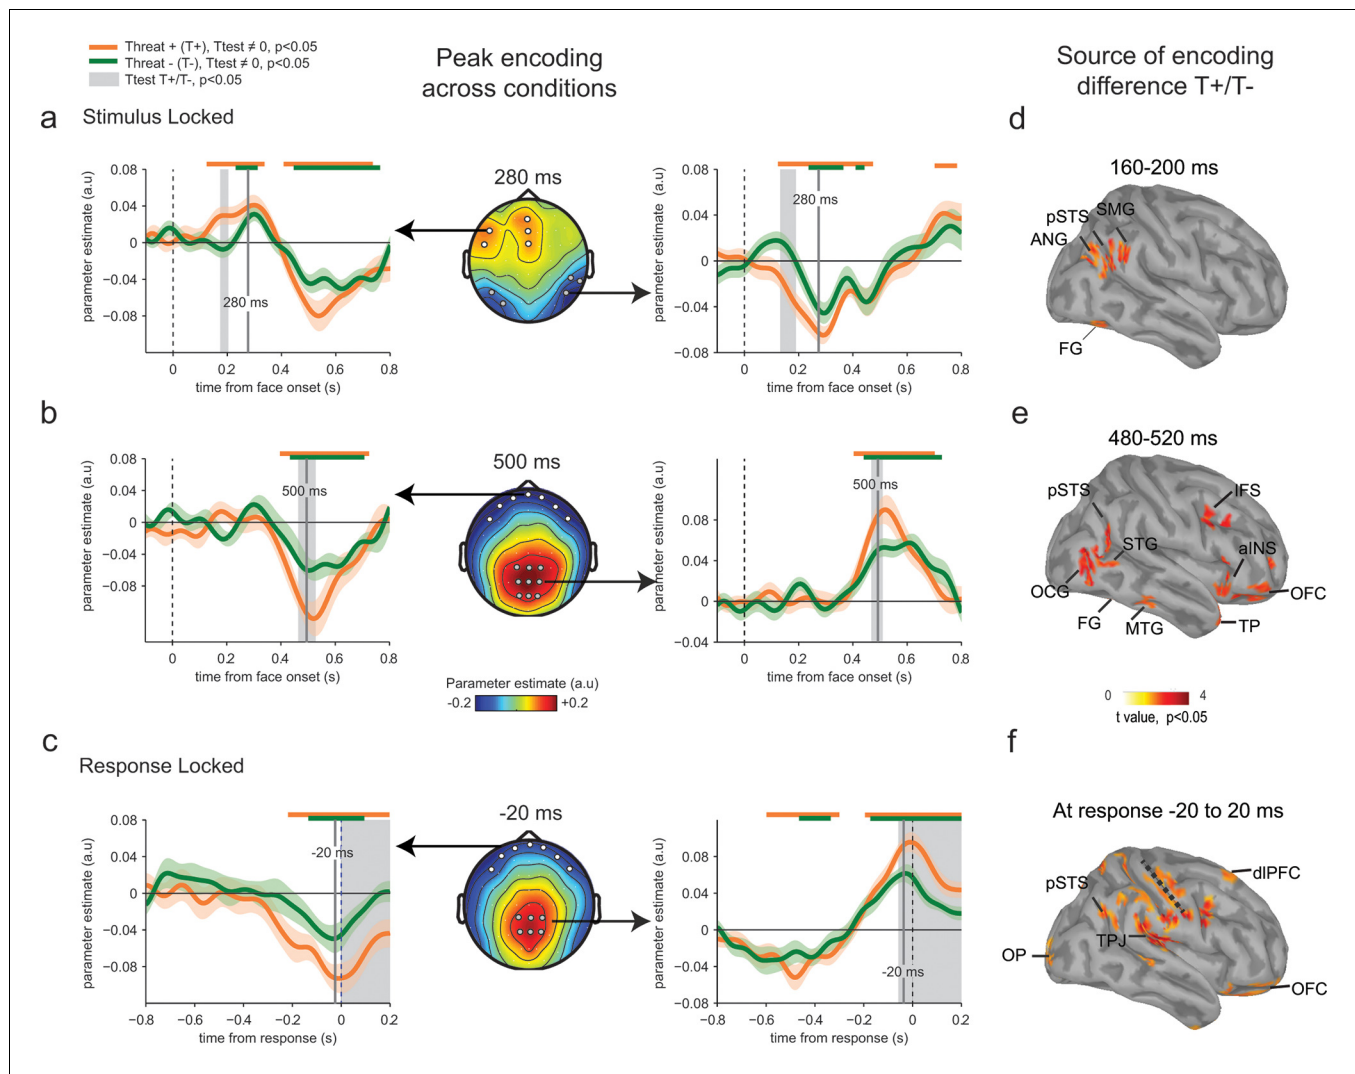 Threat + (T+), Ttest ≠ 0, p<0.05
Threat - (T-), Ttest ≠ 0, p<0.05
Ttest T+/T-, p<0.05
Peak encoding
across conditions
Source of encoding
difference T+/T-
a
Stimulus Locked
parameter estimate (a.u)
0.08
0.04
0
−0.04
−0.08
280 ms
0
0.2
0.4
0.6
0.8
time from face onset (s)
280 ms
parameter estimate (a.u)
0.08
0.04
0
−0.04
−0.08
280 ms
0
0.2
0.4
0.6
0.8
time from face onset (s)
d
160-200 ms
pSTS
SMG
ANG
FG
b
parameter estimate (a.u)
0.08
0.04
0
−0.04
−0.08
500 ms
0
0.2
0.4
0.6
0.8
time from face onset (s)
500 ms
Parameter estimate (a.u)
-0.2
+0.2
parameter estimate (a.u)
0.08
0.04
0
−0.04
500 ms
0
0.2
0.4
0.6
0.8
time from face onset (s)
e
480-520 ms
pSTS
IFS
STG
aINS
OCG
OFC
FG
MTG
TP
0
4
t value, p<0.05
c
Response Locked
parameter estimate (a.u)
0.08
0.04
0
−0.04
−0.08
-20 ms
−0.8
−0.6
−0.4
−0.2
0
0.2
time from response (s)
-20 ms
parameter estimate (a.u)
0.12
0.08
0.04
0
−0.04
−0.08
-20 ms
−0.8
−0.6
−0.4
−0.2
0
0.2
time from response (s)
f
At response -20 to 20 ms
pSTS
dlPFC
TPJ
OP
OFC